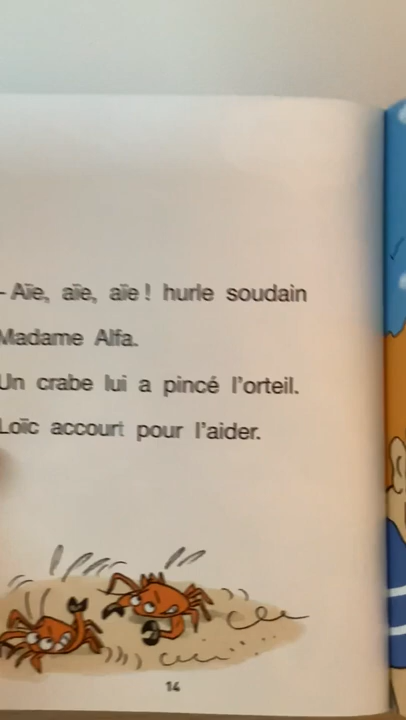 - Aïe, aïe, aïe ! hurle soudain
Madame Alfa.
Un crabe lui a pincé l'orteil.
Loïc accourt pour l'aider.
14